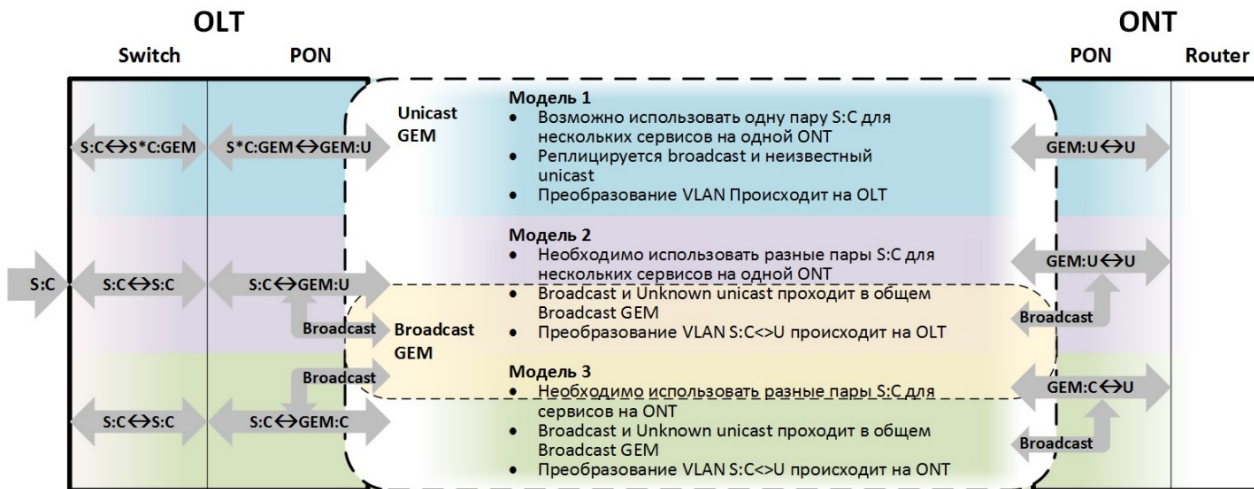 OLT
ONT
Switch
PON
PON
Router
Unicast
GEM
Модель 1
• Возможно использовать одну пару S:C для
нескольких сервисов на одной ONT
• Реплицируется broadcast и неизвестный
unicast
• Преобразование VLAN Происходит на OLT
S:C↔S*C:GEM
S*C:GEM↔GEM:U
GEM:U↔U
Модель 2
• Необходимо использовать разные пары S:C для
нескольких сервисов на одной ONT
• Broadcast и Unknown unicast проходит в общем
Broadcast GEM
• Преобразование VLAN S:C<>U происходит на OLT
S:C
S:C↔S:C
S:C↔GEM:U
GEM:U↔U
Broadcast
Broadcast
Broadcast
GEM
Broadcast
Модель 3
• Необходимо использовать разные пары S:C для
сервисов на ONT
• Broadcast и Unknown unicast проходит в общем
Broadcast GEM
• Преобразование VLAN S:C<>U происходит на ONT
GEM:C↔U
S:C↔S:C
S:C↔GEM:C
Broadcast